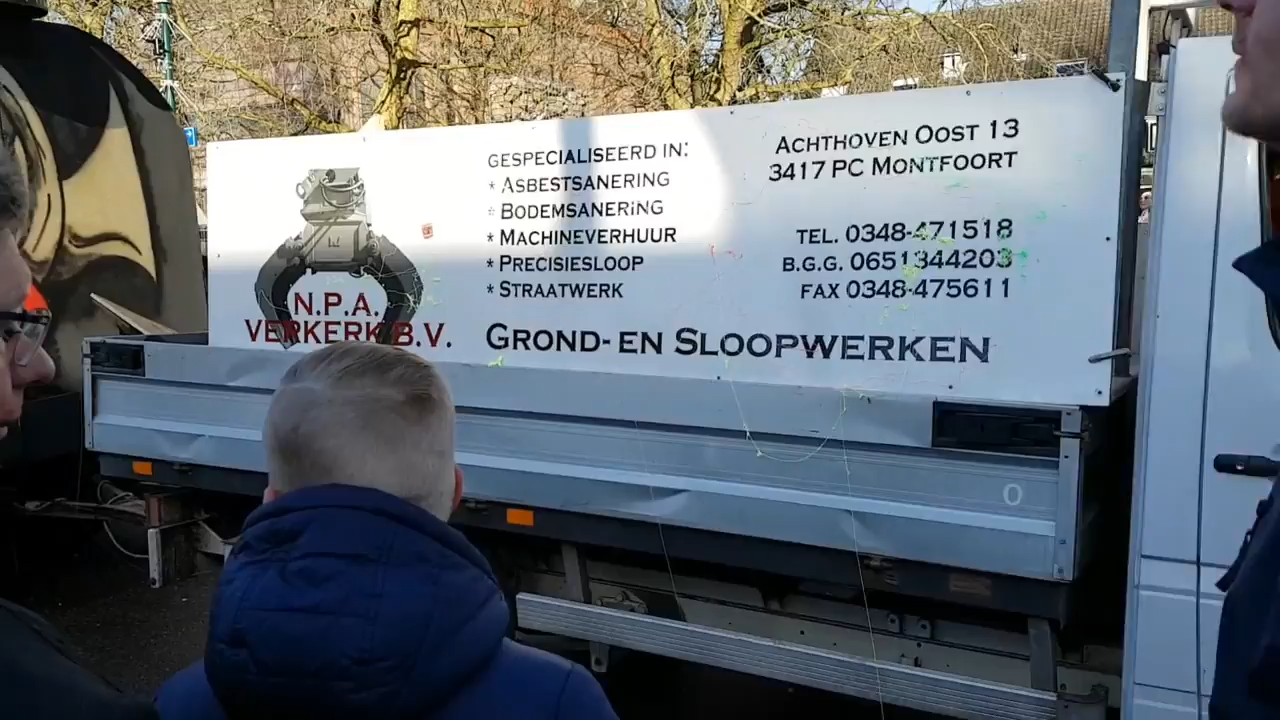 GESPECIALISEERD IN:
* ASBESTSANERING
* BODEMSANERING
* MACHINEVERHUUR
* PRECISIESLOOP
* STRAATWERK
ACHTHOVEN OOST 13
3417 PC MONTFOORT
TEL. 0348-471518
B.G.G. 0651344203
FAX 0348-475611
N.P.A.
VERKERK B.V.
GROND- EN SLOOPWERKEN